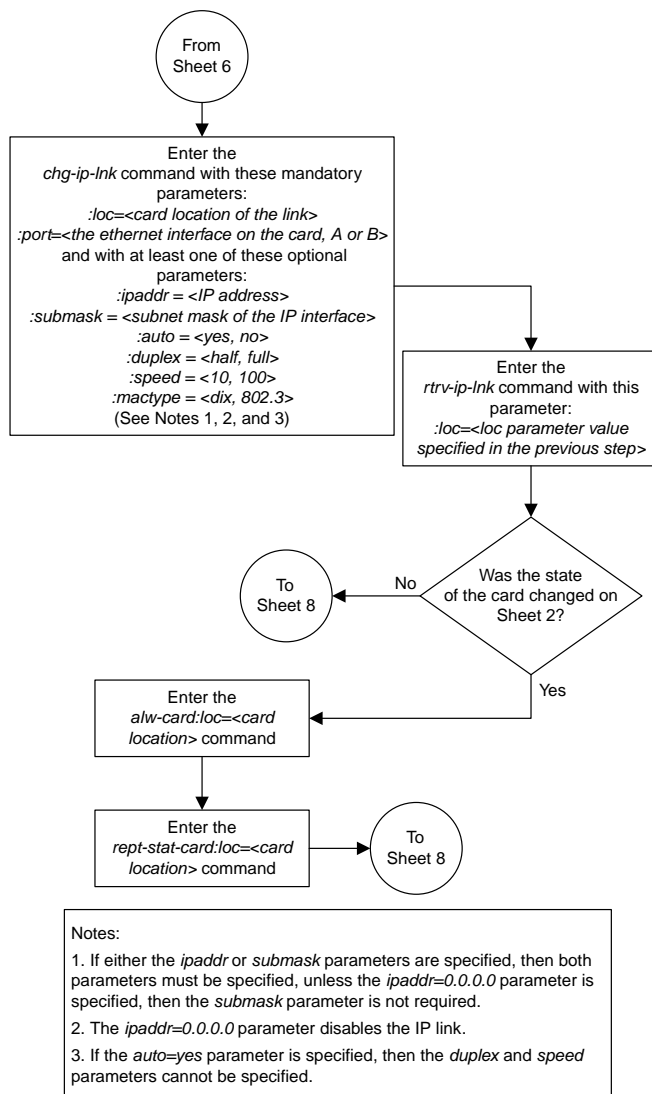 From
Sheet 6
Enter the
chg-ip-lnk command with these mandatory
parameters:
:loc=<card location of the link>
:port=<the ethernet interface on the card, A or B>
and with at least one of these optional
parameters:
:ipaddr = <IP address>
:submask = <subnet mask of the IP interface>
:auto = <yes, no>
:duplex = <half, full>
:speed = <10, 100>
:mactype = <dix, 802.3>
(See Notes 1, 2, and 3)
Enter the
rtrv-ip-lnk command with this
parameter:
:loc=<loc parameter value
specified in the previous step>
Was the state
of the card changed on
Sheet 2?
No
To
Sheet 8
Yes
Enter the
alw-card:loc=<card
location> command
Enter the
rept-stat-card:loc=<card
location> command
To
Sheet 8
Notes:
1. If either the ipaddr or submask parameters are specified, then both
parameters must be specified, unless the ipaddr=0.0.0.0 parameter is
specified, then the submask parameter is not required.
2. The ipaddr=0.0.0.0 parameter disables the IP link.
3. If the auto=yes parameter is specified, then the duplex and speed
parameters cannot be specified.